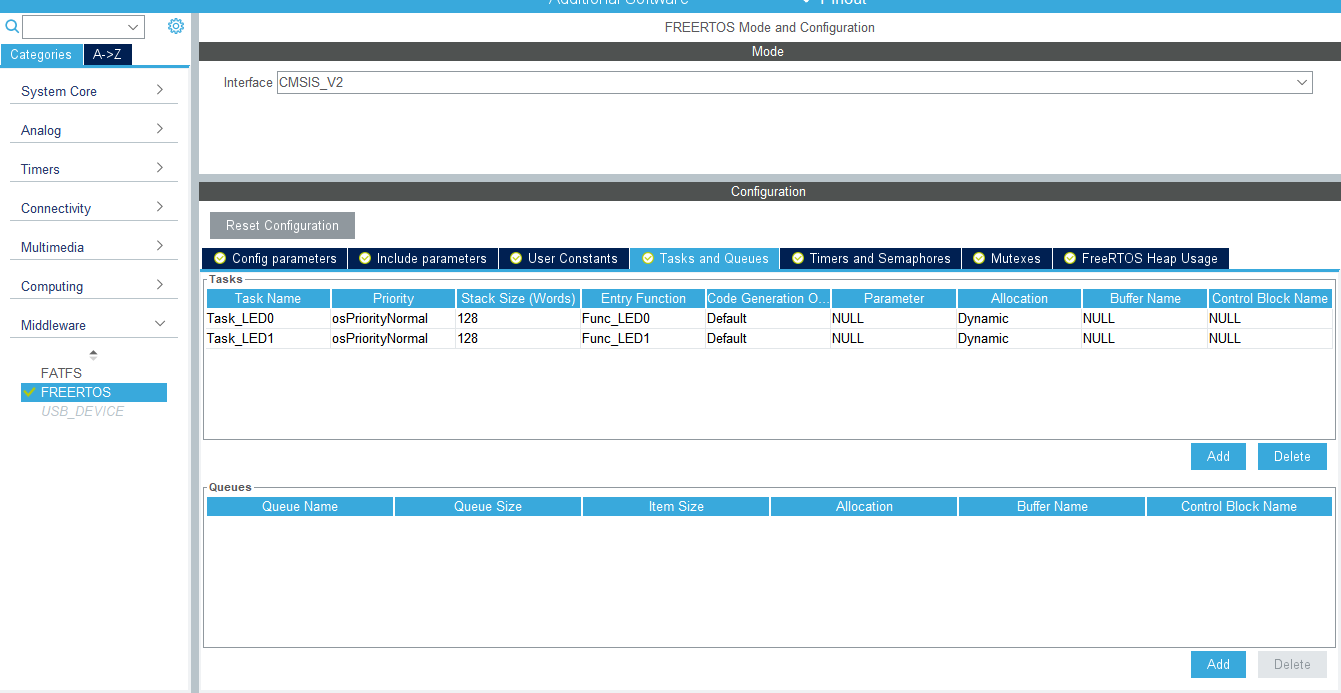 Additional Software Pinout
Categories A->Z
System Core
Analog
Timers
Connectivity
Multimedia
Computing
Middleware
FATFS
FREERTOS
USB_DEVICE
FREERTOS Mode and Configuration
Mode
Interface CMSIS_V2
Configuration
Reset Configuration
Config parameters Include parameters User Constants Tasks and Queues Timers and Semaphores Mutexes FreeRTOS Heap Usage
Tasks
Task Name Priority Stack Size (Words) Entry Function Code Generation O... Parameter Allocation Buffer Name Control Block Name
Task_LED0 osPriorityNormal 128 Func_LED0 Default NULL Dynamic NULL NULL
Task_LED1 osPriorityNormal 128 Func_LED1 Default NULL Dynamic NULL NULL
Add Delete
Queues
Queue Name Queue Size Item Size Allocation Buffer Name Control Block Name
Add Delete